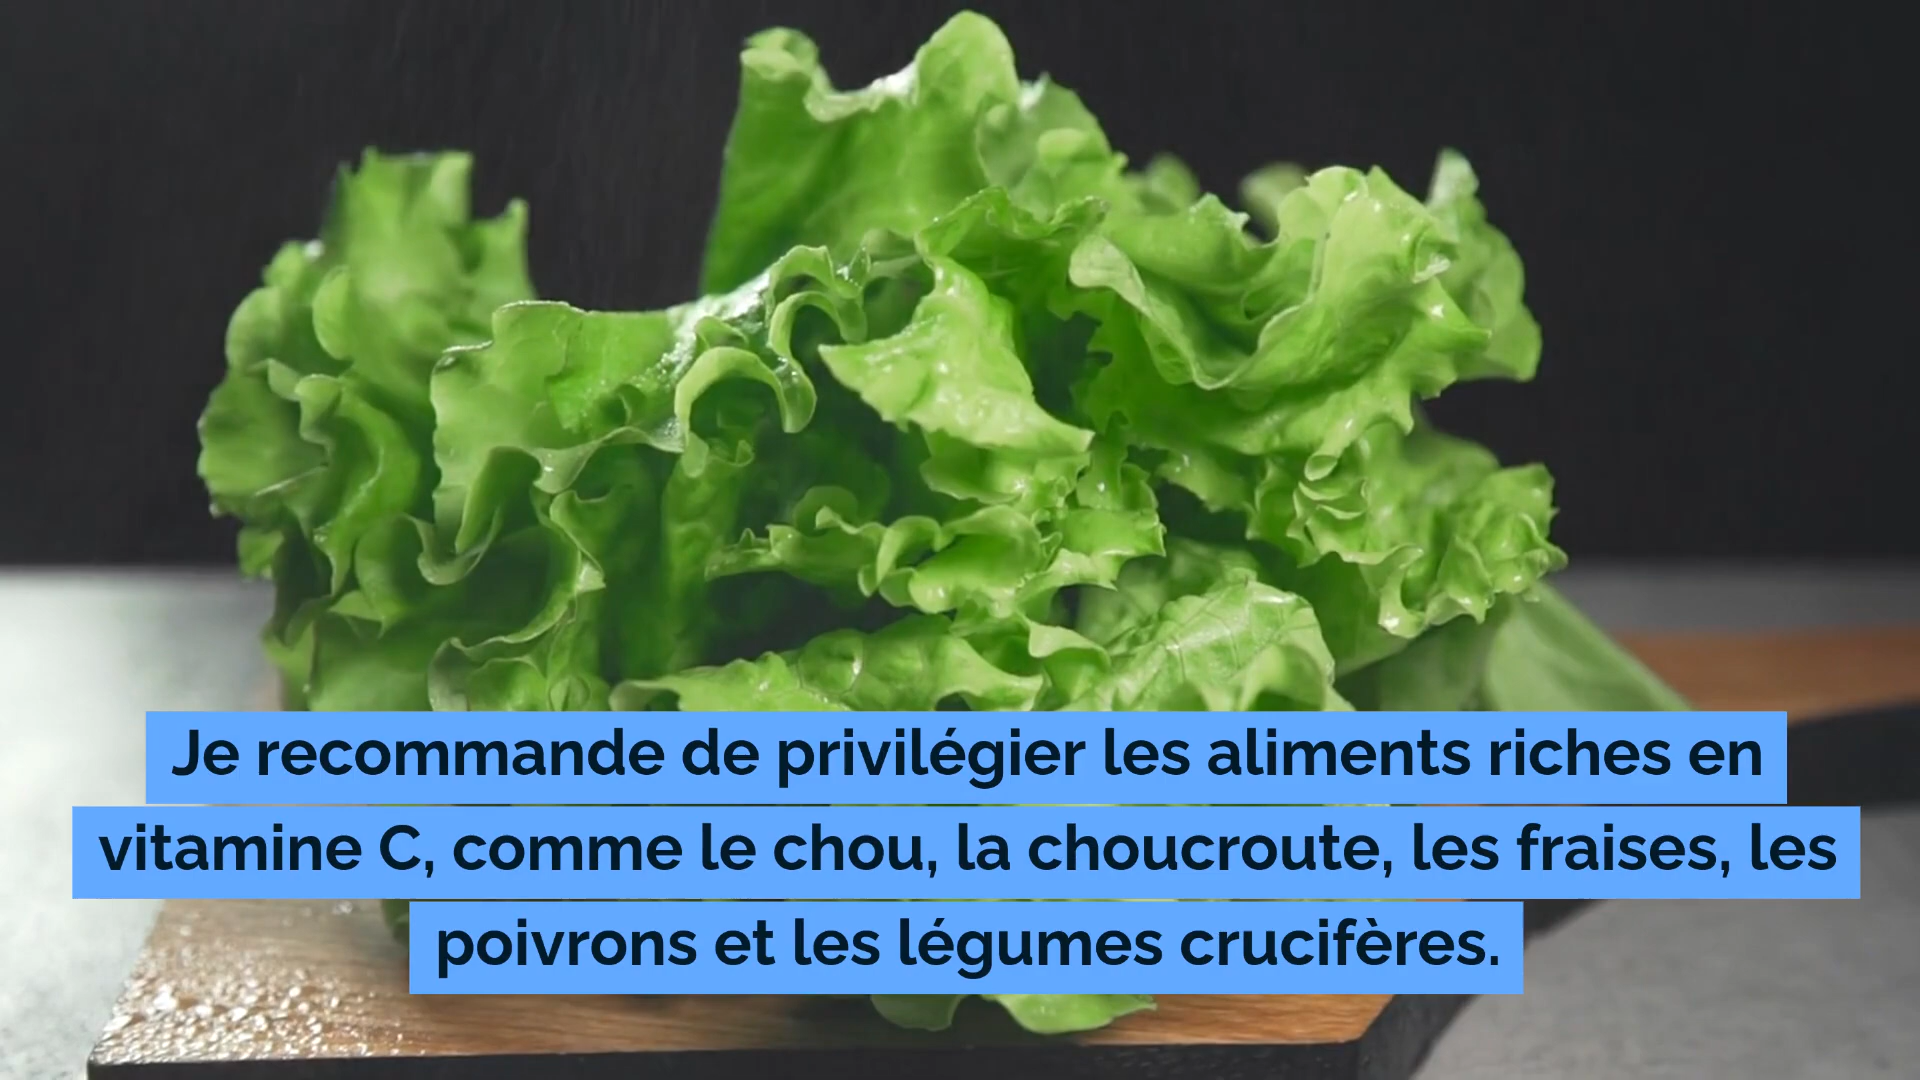 Je recommande de privilégier les aliments riches en
vitamine C, comme le chou, la choucroute, les fraises, les
poivrons et les légumes crucifères.